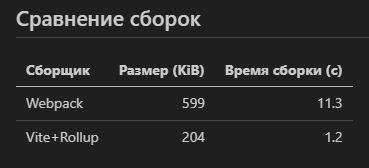 Сравнение сборок
Сборщик Размер (KiB) Время сборки (с)
Webpack 599 11.3
Vite+Rollup 204 1.2